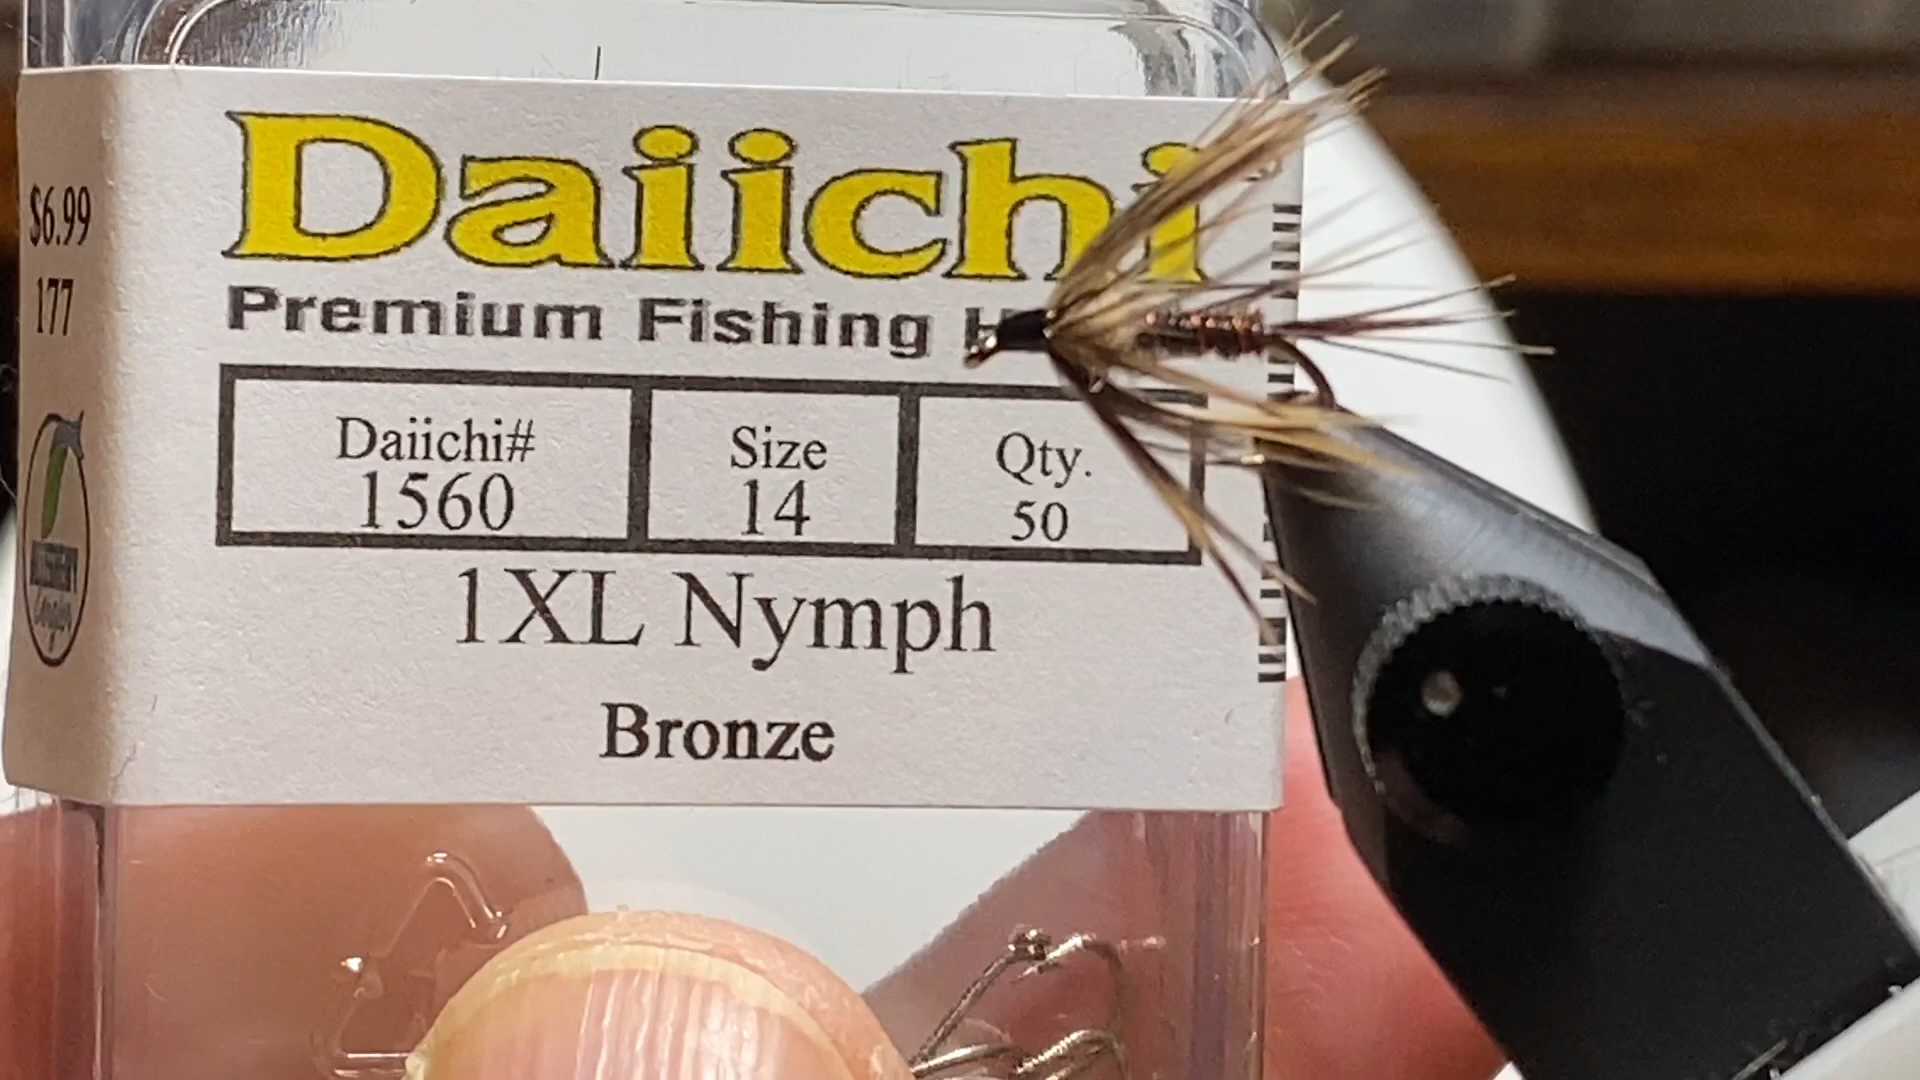 Daiichi
Premium Fishing
$6.99
177
Daiichi# Size Qty.
1560 14 50
1XL Nymph
Bronze